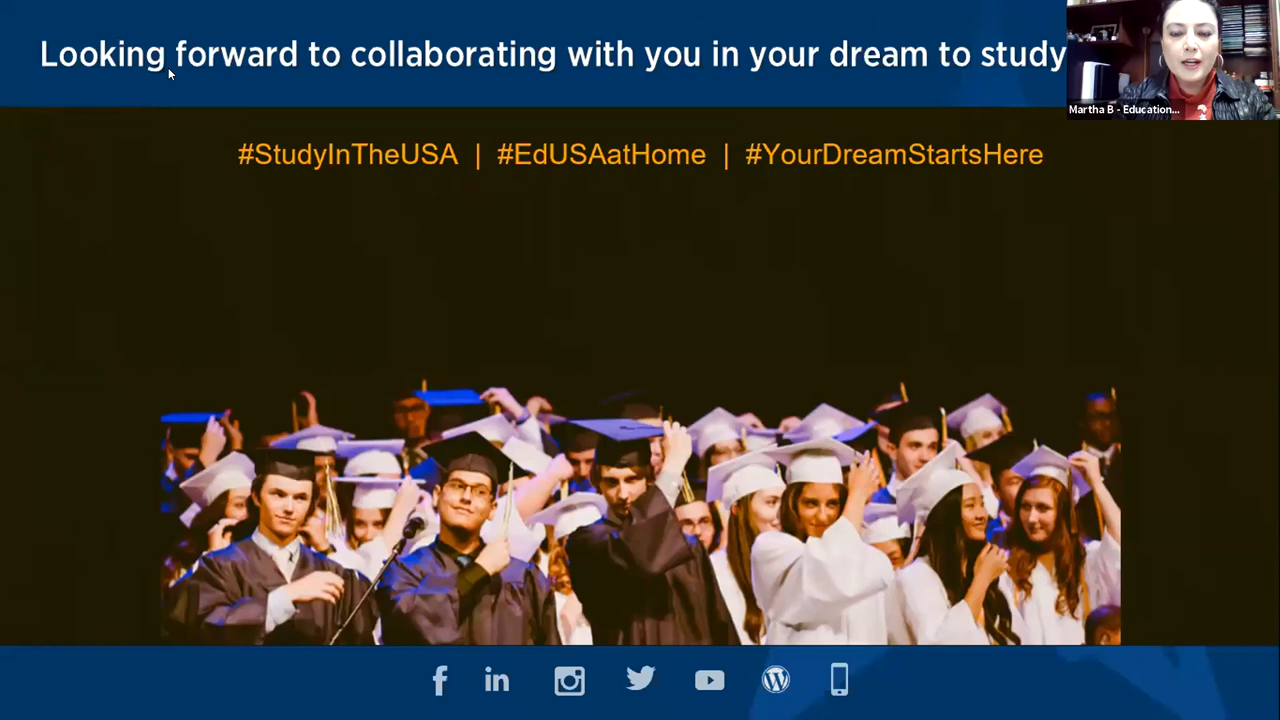 Looking forward to collaborating with you in your dream to study
Martha B - Education...
#StudyInTheUSA | #EdUSAatHome | #YourDreamStartsHere